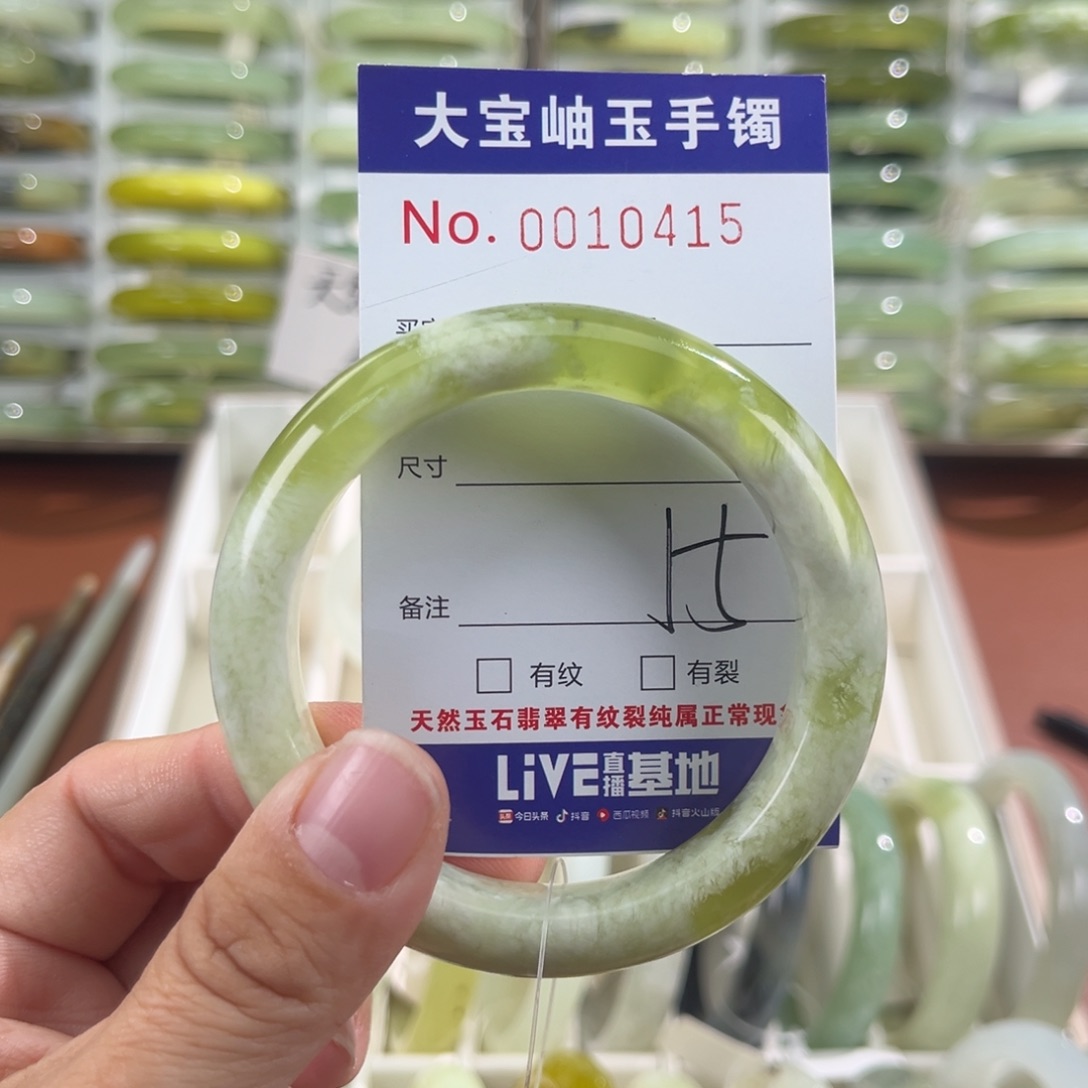 大宝岫玉手镯
No. 0010415
尺寸
备注
有纹 有裂
天然玉石翡翠有纹裂纯属正常现
LiVE直播基地
今日头条 抖音 西瓜视频 抖音火山版